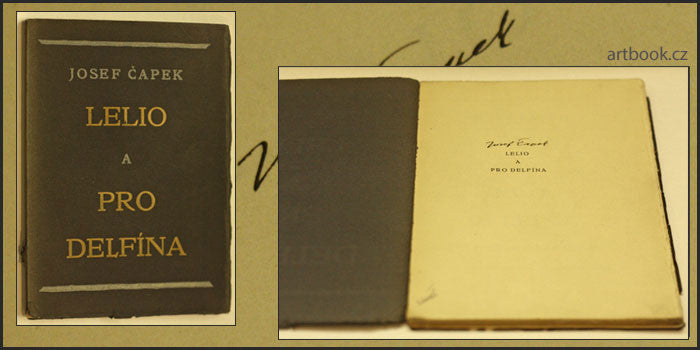 JOSEF ČAPEK
LELIO
A
PRO
DELFÍNA
artbook.cz
Josef Čapek
LELIO
A
PRO DELFÍNA